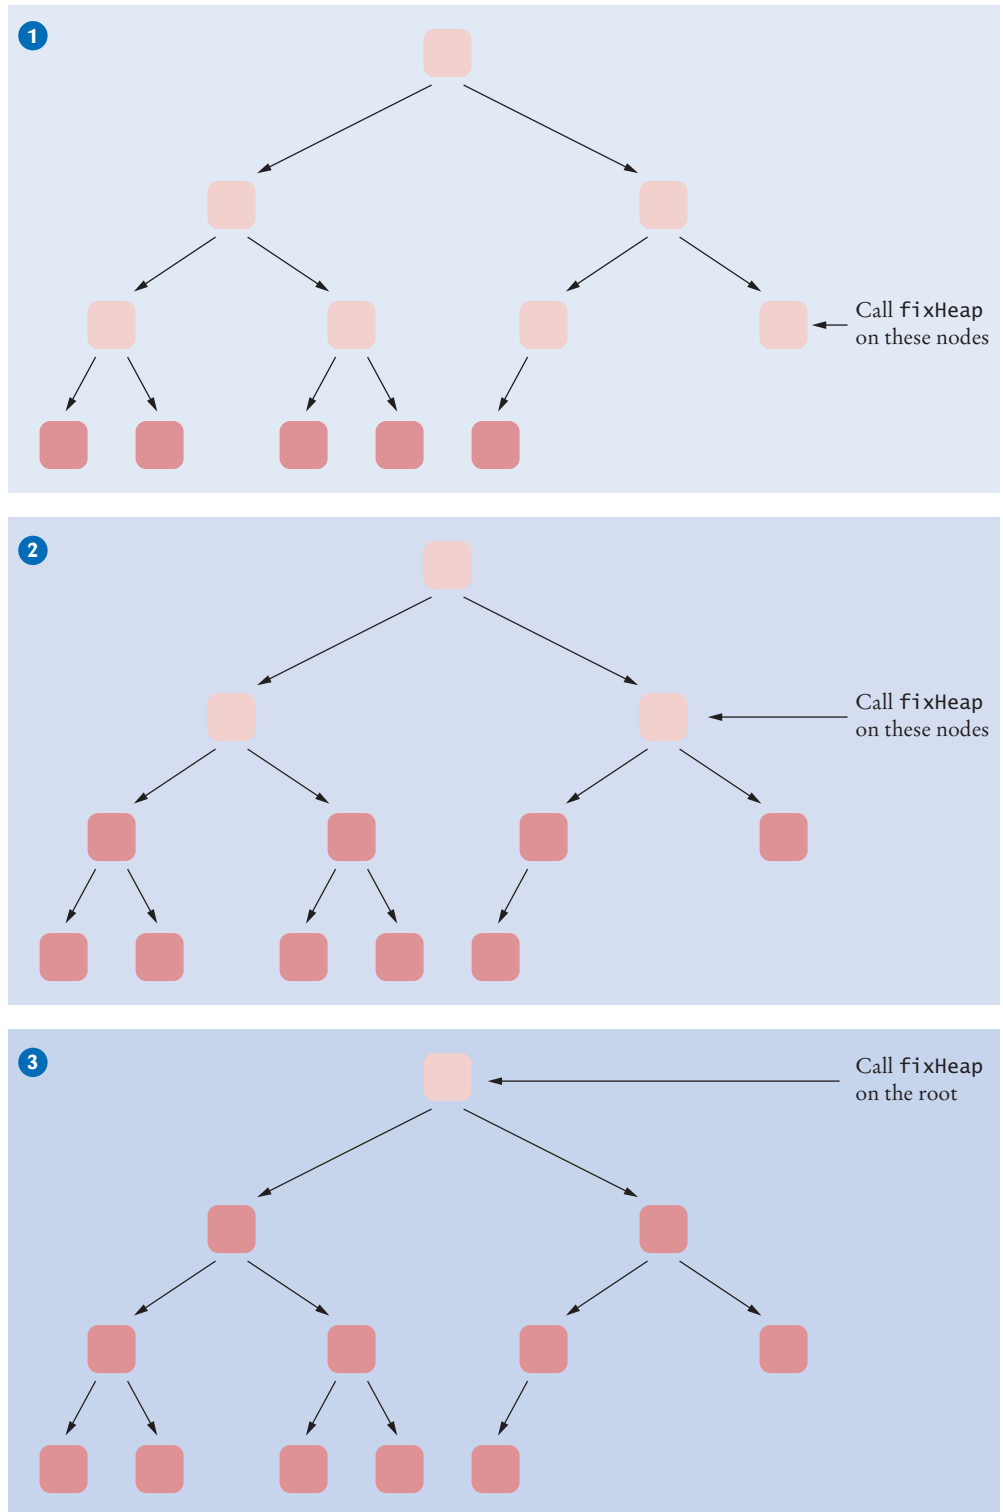 1
Call fixHeap
on these nodes
2
Call fixHeap
on these nodes
3
Call fixHeap
on the root